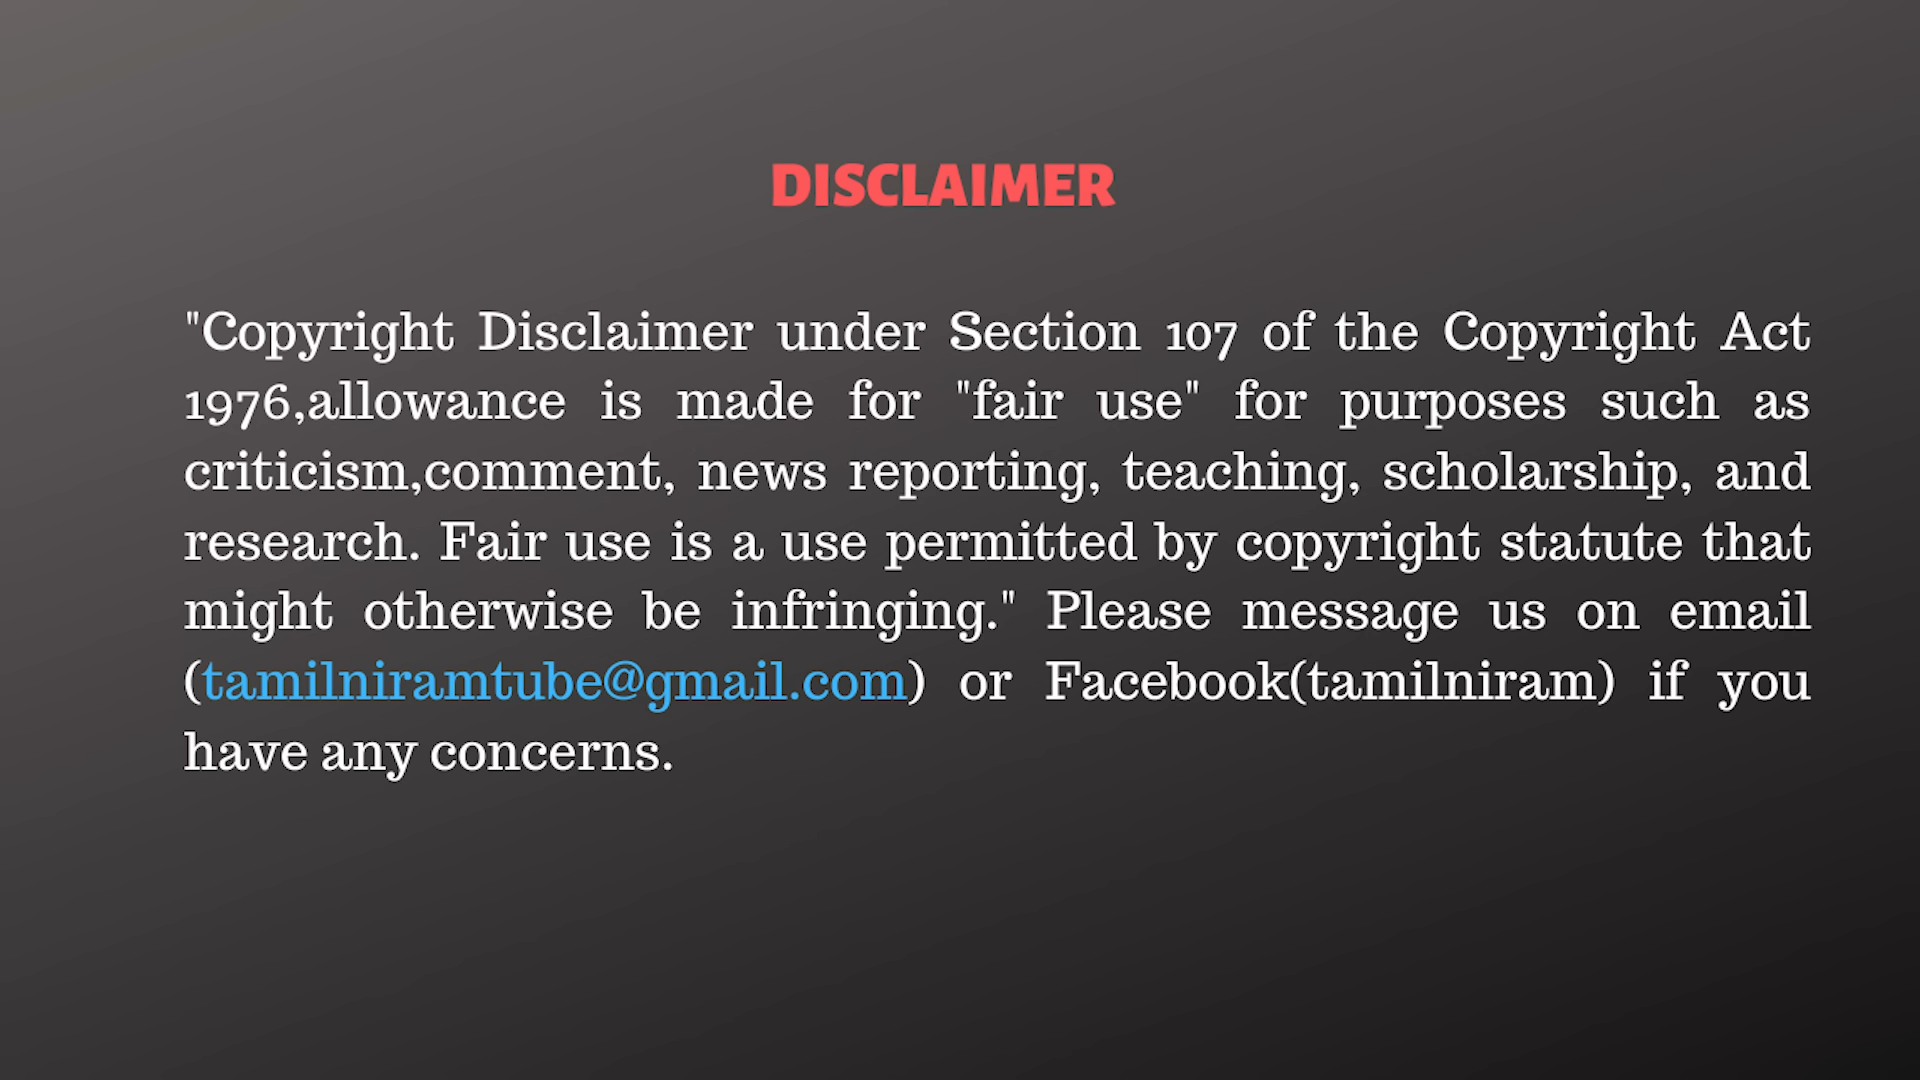 DISCLAIMER
"Copyright Disclaimer under Section 107 of the Copyright Act
1976,allowance is made for "fair use" for purposes such as
criticism,comment, news reporting, teaching, scholarship, and
research. Fair use is a use permitted by copyright statute that
might otherwise be infringing." Please message us on email
(tamilniramtube@gmail.com) or Facebook(tamilniram) if you
have any concerns.